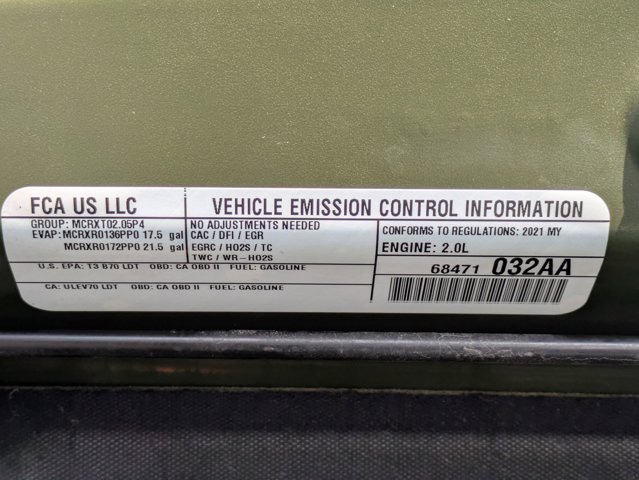 FCA US LLC
VEHICLE EMISSION CONTROL INFORMATION
GROUP: MCRXT02.05P4
EVAP: MCRXR0136PP0 17.5 gal
MCRXR0172PP0 21.5 gal
NO ADJUSTMENTS NEEDED
CAC / DFI / EGR
EGRC / HO2S / TC
TWC / WR-HO2S
CONFORMS TO REGULATIONS: 2021 MY
ENGINE: 2.0L
U.S. EPA: T3 B70 LDT OBD: CA OBD II FUEL: GASOLINE
CA: ULEV70 LDT OBD: CA OBD II FUEL: GASOLINE
68471 032AA